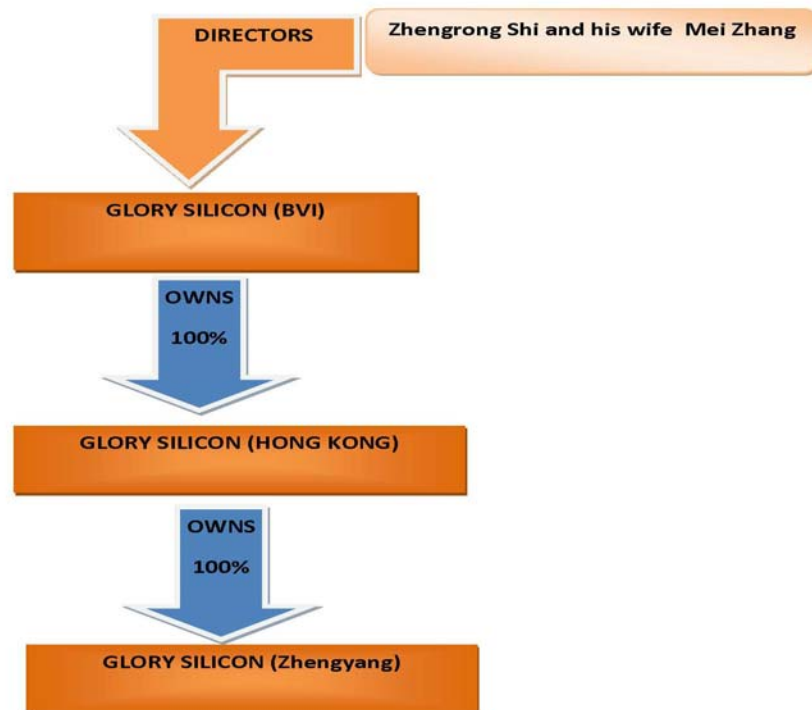 DIRECTORS
Zhengrong Shi and his wife Mei Zhang
GLORY SILICON (BVI)
OWNS
100%
GLORY SILICON (HONG KONG)
OWNS
100%
GLORY SILICON (Zhengyang)